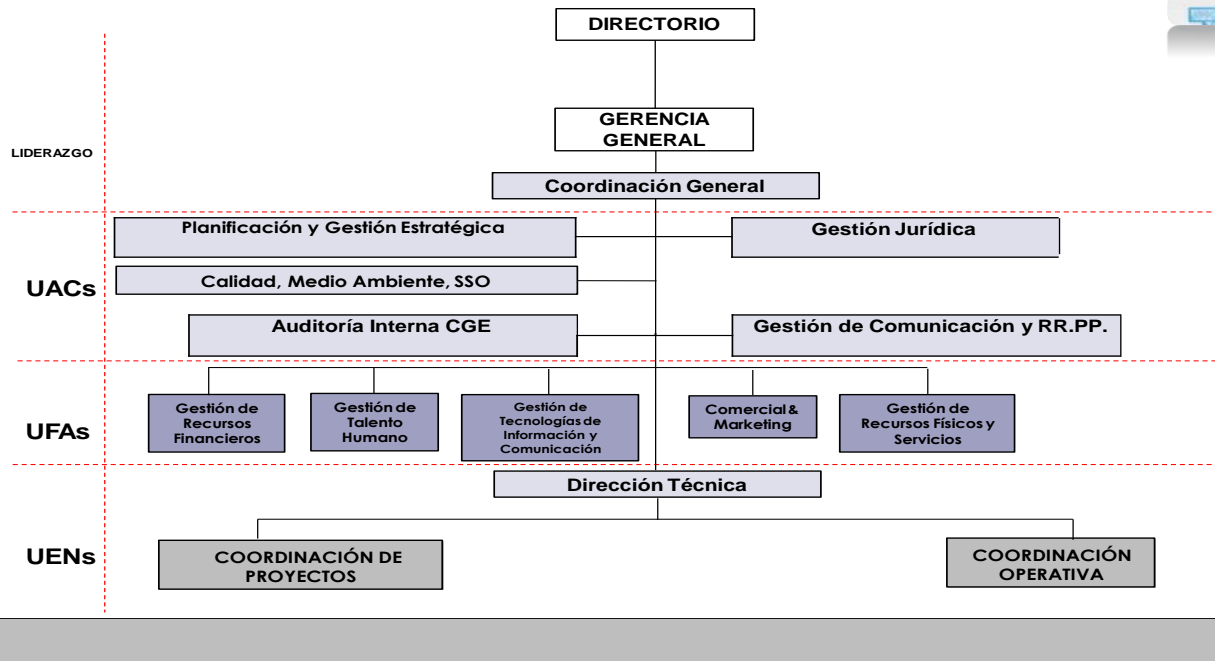 DIRECTORIO
GERENCIA
GENERAL
LIDERAZGO
Coordinación General
Planificación y Gestión Estratégica
Gestión Jurídica
UACs
Calidad, Medio Ambiente, SSO
Auditoría Interna CGE
Gestión de Comunicación y RR.PP.
UFAs
Gestión de
Recursos
Financieros
Gestión de
Talento
Humano
Gestión de
Tecnologías de
Información y
Comunicación
Comercial &
Marketing
Gestión de
Recursos Físicos y
Servicios
Dirección Técnica
UENs
COORDINACIÓN DE
PROYECTOS
COORDINACIÓN
OPERATIVA